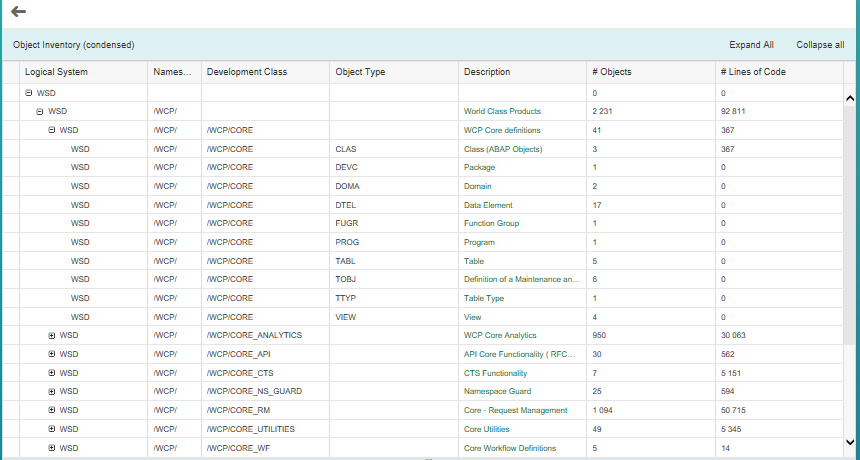 Object Inventory (condensed) Expand All Collapse all
Logical System Names... Development Class Object Type Description # Objects # Lines of Code
WSD 0 0
WSD /WCP/ World Class Products 2 231 92 811
WSD /WCP/ /WCP/CORE WCP Core definitions 41 367
WSD /WCP/ /WCP/CORE CLAS Class (ABAP Objects) 3 367
WSD /WCP/ /WCP/CORE DEVC Package 1 0
WSD /WCP/ /WCP/CORE DOMA Domain 2 0
WSD /WCP/ /WCP/CORE DTEL Data Element 17 0
WSD /WCP/ /WCP/CORE FUGR Function Group 1 0
WSD /WCP/ /WCP/CORE PROG Program 1 0
WSD /WCP/ /WCP/CORE TABL Table 5 0
WSD /WCP/ /WCP/CORE TOBJ Definition of a Maintenance an... 6 0
WSD /WCP/ /WCP/CORE TTYP Table Type 1 0
WSD /WCP/ /WCP/CORE VIEW View 4 0
WSD /WCP/ /WCP/CORE_ANALYTICS WCP Core Analytics 950 30 063
WSD /WCP/ /WCP/CORE_API API Core Functionality ( RFC... 30 562
WSD /WCP/ /WCP/CORE_CTS CTS Functionality 7 5 151
WSD /WCP/ /WCP/CORE_NS_GUARD Namespace Guard 25 594
WSD /WCP/ /WCP/CORE_RM Core - Request Management 1 094 50 715
WSD /WCP/ /WCP/CORE_UTILITIES Core Utilities 49 5 345
WSD /WCP/ /WCP/CORE_WF Core Workflow Definitions 5 14